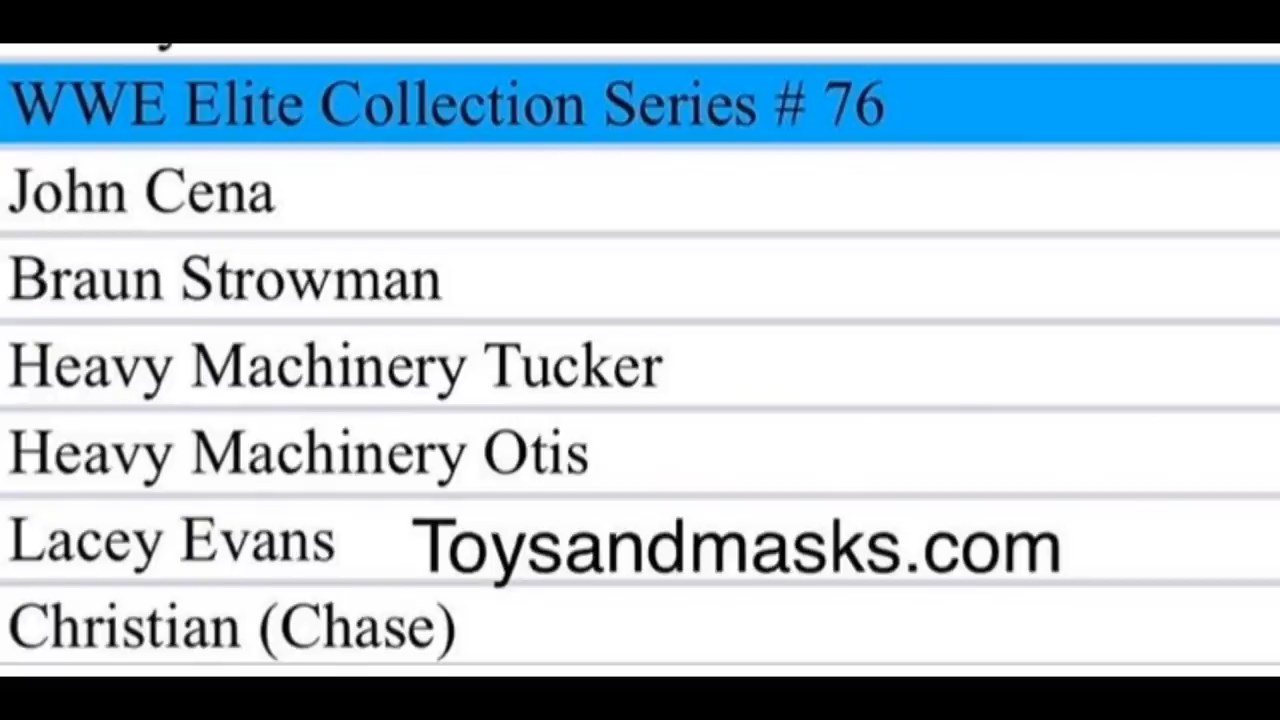 WWE Elite Collection Series # 76
John Cena
Braun Strowman
Heavy Machinery Tucker
Heavy Machinery Otis
Lacey Evans Toysandmasks.com
Christian (Chase)